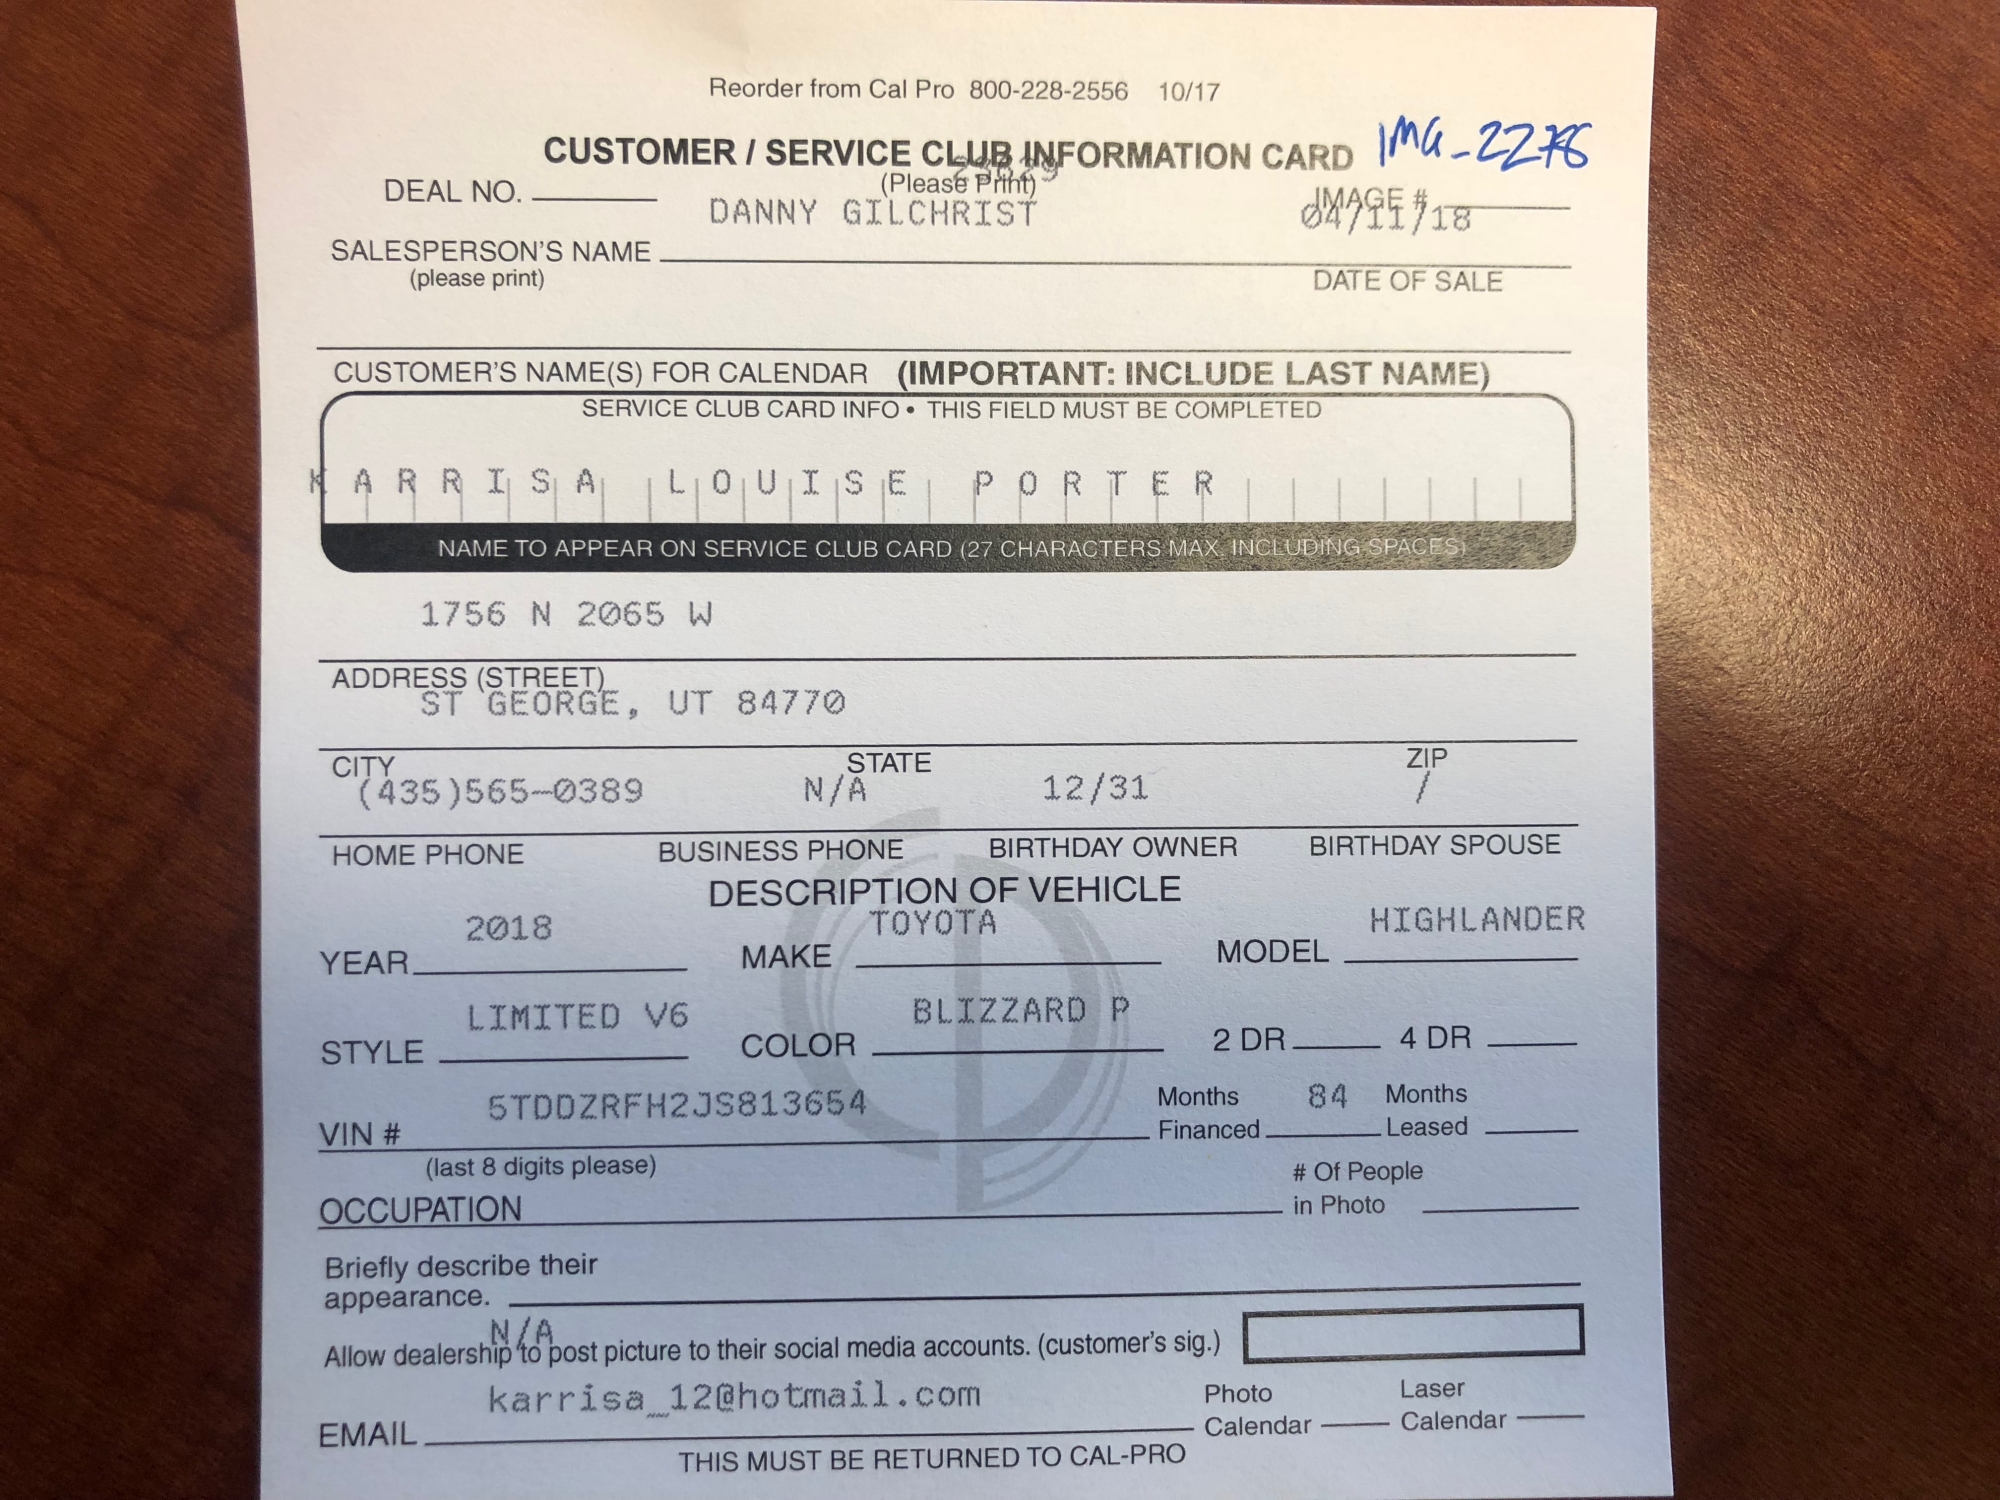 Reorder from Cal Pro 800-228-2556 10/17
CUSTOMER / SERVICE CLUB INFORMATION CARD
(Please Print)
DEAL NO. IMAGE #
DANNY GILCHRIST 04/11/18
SALESPERSON'S NAME
(please print) DATE OF SALE
CUSTOMER'S NAME(S) FOR CALENDAR (IMPORTANT: INCLUDE LAST NAME)
SERVICE CLUB CARD INFO • THIS FIELD MUST BE COMPLETED
KARRISA LOUISE PORTER
NAME TO APPEAR ON SERVICE CLUB CARD (27 CHARACTERS MAX. INCLUDING SPACES)
1756 N 2065 W
ADDRESS (STREET)
ST GEORGE, UT 84770
CITY STATE ZIP
(435)565-0389 N/A 12/31 /
HOME PHONE BUSINESS PHONE BIRTHDAY OWNER BIRTHDAY SPOUSE
DESCRIPTION OF VEHICLE
2018 TOYOTA HIGHLANDER
YEAR MAKE MODEL
LIMITED V6 BLIZZARD P
STYLE COLOR 2 DR 4 DR
5TDDZRFH2JS813654 Months 84 Months
VIN # Financed Leased
(last 8 digits please) # Of People
OCCUPATION in Photo
Briefly describe their
appearance.
N/A
Allow dealership to post picture to their social media accounts. (customer's sig.)
karrisa_12@hotmail.com Photo Laser
EMAIL Calendar Calendar
THIS MUST BE RETURNED TO CAL-PRO